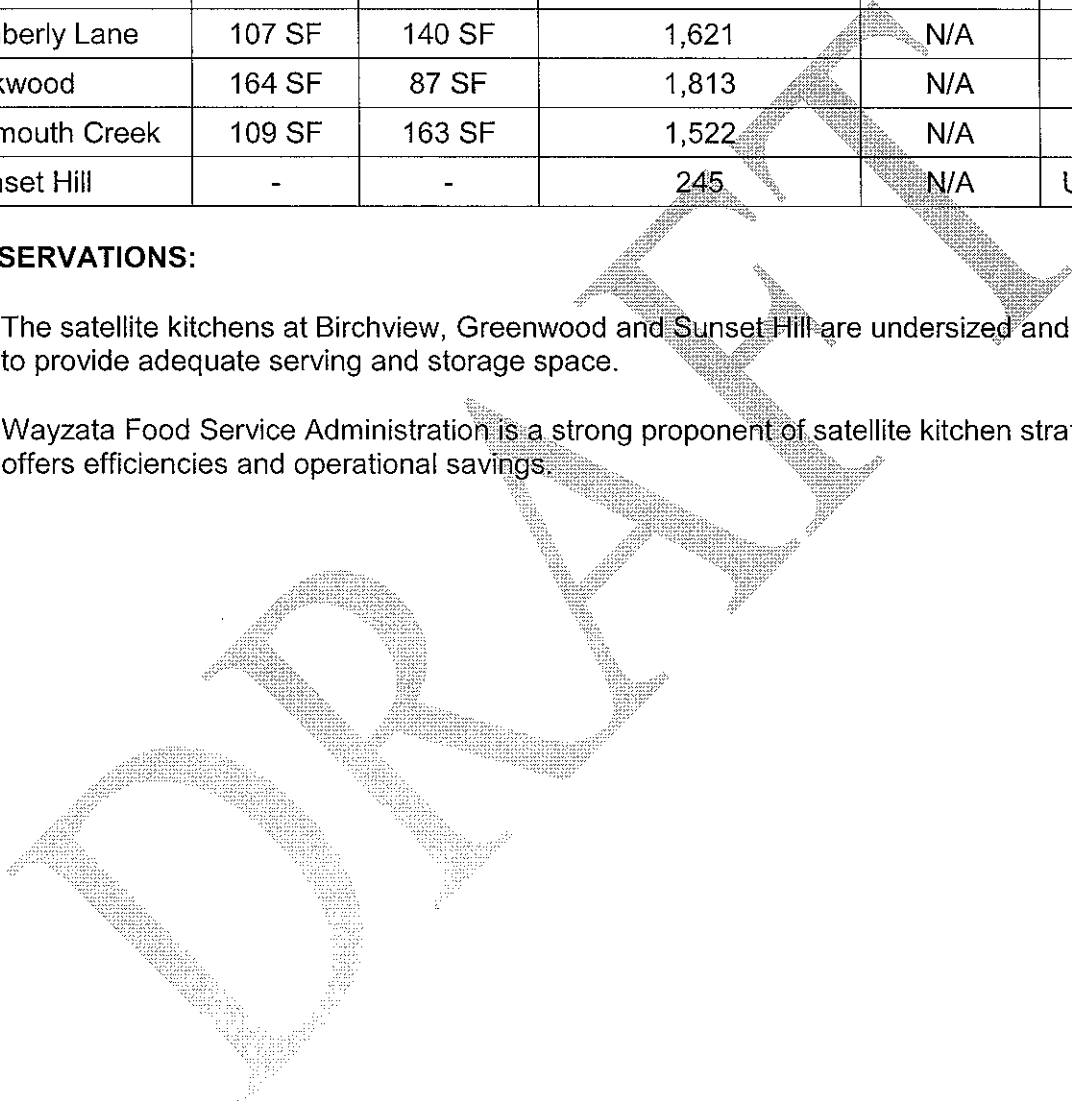 berly Lane 107 SF 140 SF 1,621 N/A
kwood 164 SF 87 SF 1,813 N/A
mouth Creek 109 SF 163 SF 1,522 N/A
nset Hill - - 245 N/A U
SERVATIONS:
The satellite kitchens at Birchview, Greenwood and Sunset Hill are undersized and
to provide adequate serving and storage space.
Wayzata Food Service Administration is a strong proponent of satellite kitchen strat
offers efficiencies and operational savings.
DRAFT